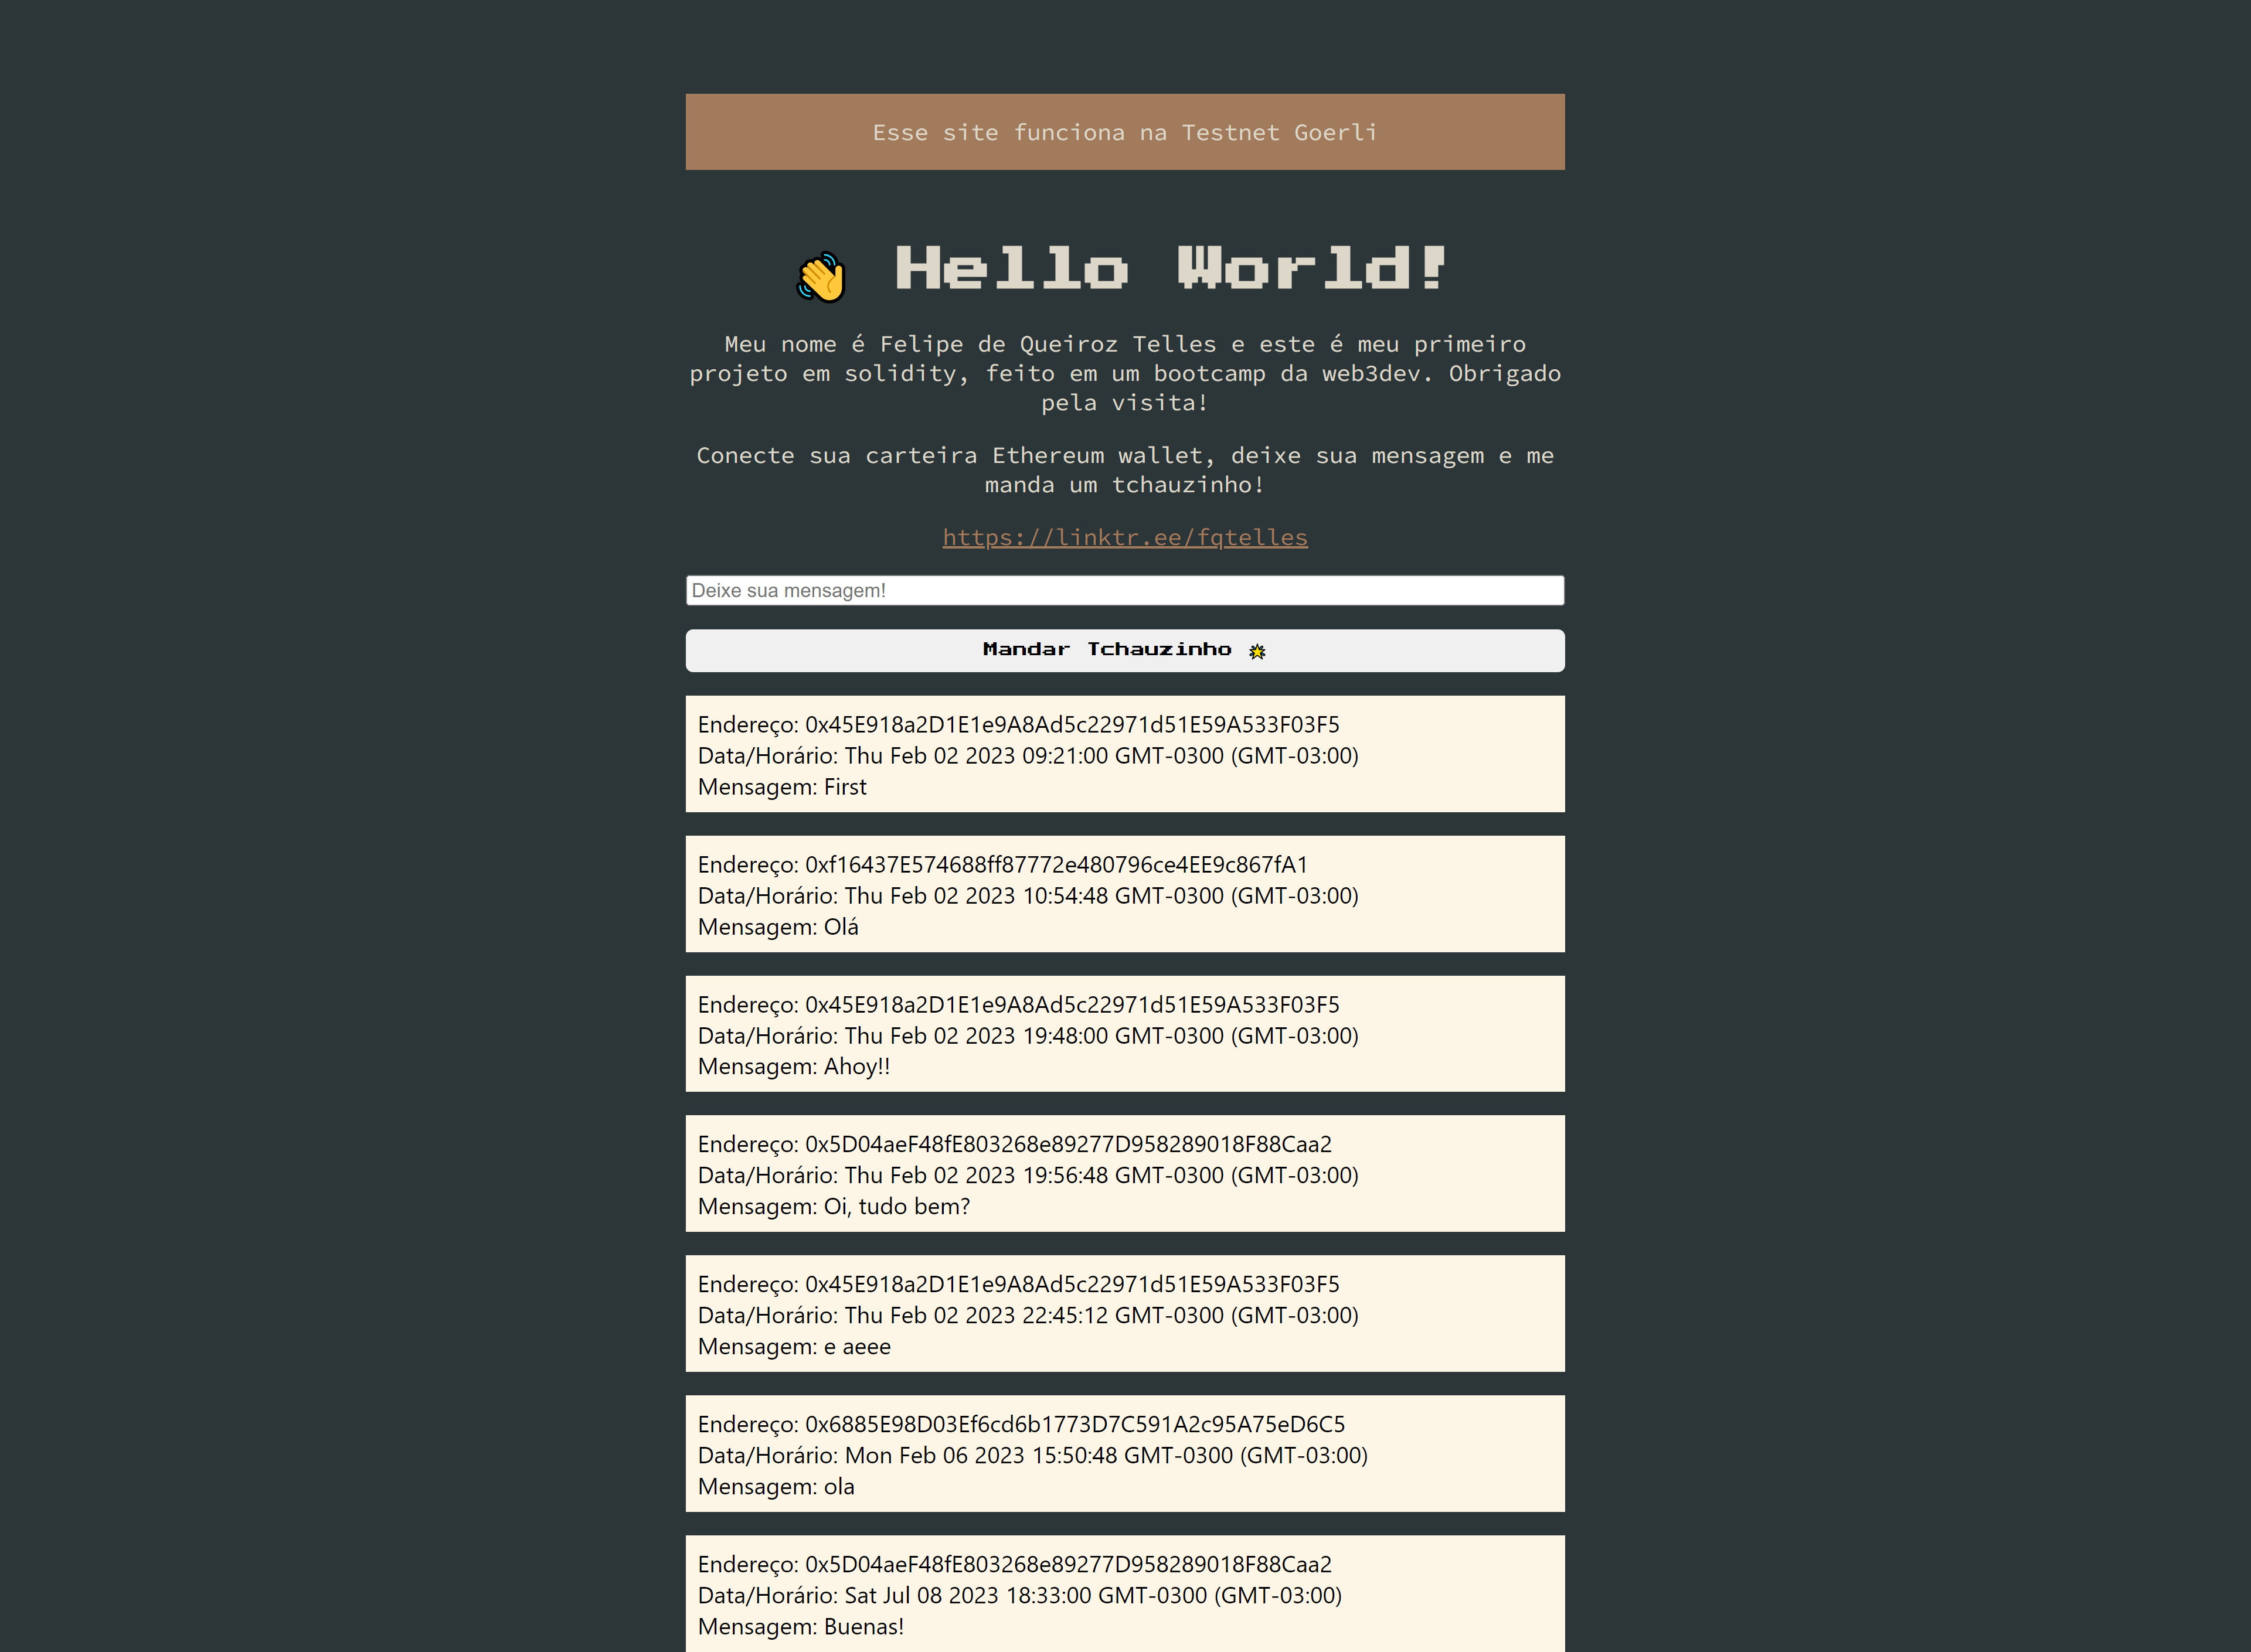 Esse site funciona na Testnet Goerli
👋 Hello World!
Meu nome é Felipe de Queiroz Telles e este é meu primeiro
projeto em solidity, feito em um bootcamp da web3dev. Obrigado
pela visita!
Conecte sua carteira Ethereum wallet, deixe sua mensagem e me
manda um tchauzinho!
https://linktr.ee/fqtelles
Deixe sua mensagem!
Mandar Tchauzinho 🌟
Endereço: 0x45E918a2D1E1e9A8Ad5c22971d51E59A533F03F5
Data/Horário: Thu Feb 02 2023 09:21:00 GMT-0300 (GMT-03:00)
Mensagem: First
Endereço: 0xf16437E574688ff87772e480796ce4EE9c867fA1
Data/Horário: Thu Feb 02 2023 10:54:48 GMT-0300 (GMT-03:00)
Mensagem: Olá
Endereço: 0x45E918a2D1E1e9A8Ad5c22971d51E59A533F03F5
Data/Horário: Thu Feb 02 2023 19:48:00 GMT-0300 (GMT-03:00)
Mensagem: Ahoy!!
Endereço: 0x5D04aeF48fE803268e89277D958289018F88Caa2
Data/Horário: Thu Feb 02 2023 19:56:48 GMT-0300 (GMT-03:00)
Mensagem: Oi, tudo bem?
Endereço: 0x45E918a2D1E1e9A8Ad5c22971d51E59A533F03F5
Data/Horário: Thu Feb 02 2023 22:45:12 GMT-0300 (GMT-03:00)
Mensagem: e aeee
Endereço: 0x6885E98D03Ef6cd6b1773D7C591A2c95A75eD6C5
Data/Horário: Mon Feb 06 2023 15:50:48 GMT-0300 (GMT-03:00)
Mensagem: ola
Endereço: 0x5D04aeF48fE803268e89277D958289018F88Caa2
Data/Horário: Sat Jul 08 2023 18:33:00 GMT-0300 (GMT-03:00)
Mensagem: Buenas!